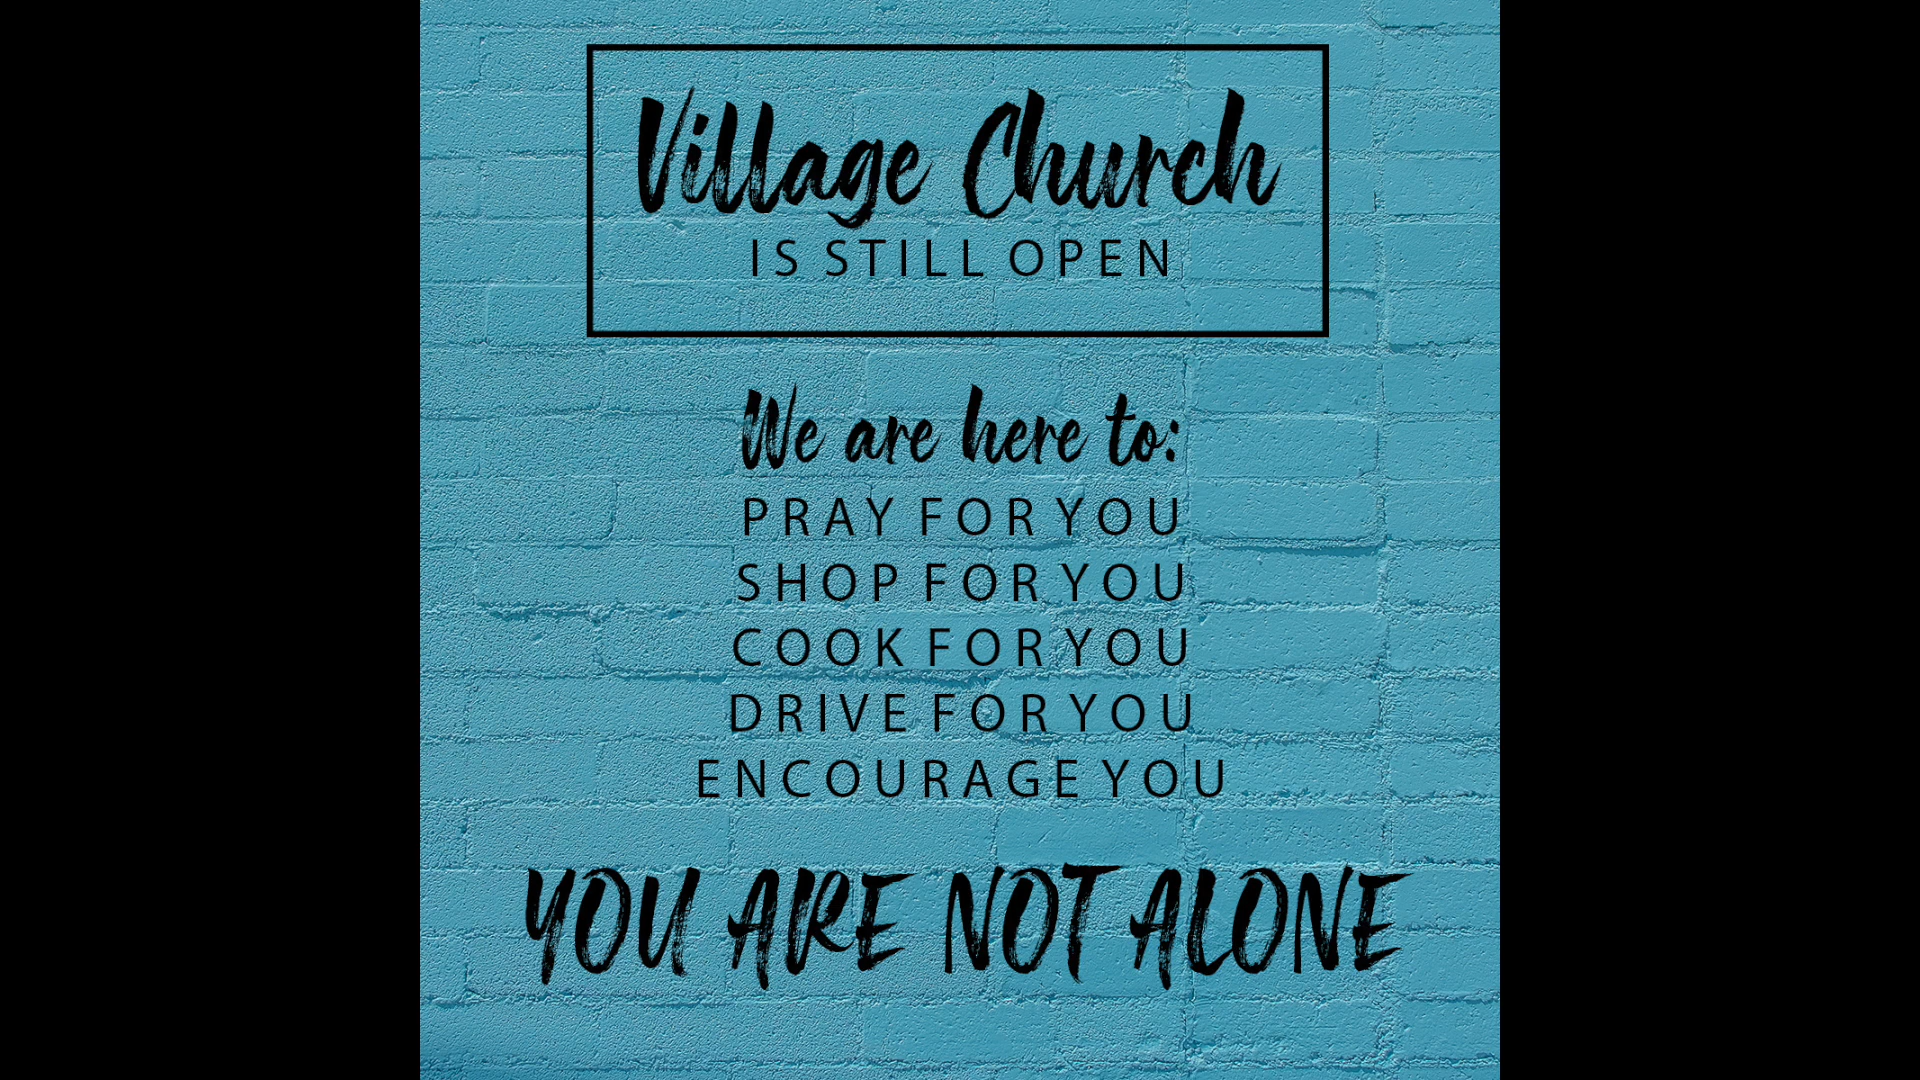 Village Church
IS STILL OPEN
We are here to:
PRAY FOR YOU
SHOP FOR YOU
COOK FOR YOU
DRIVE FOR YOU
ENCOURAGE YOU
YOU ARE NOT ALONE